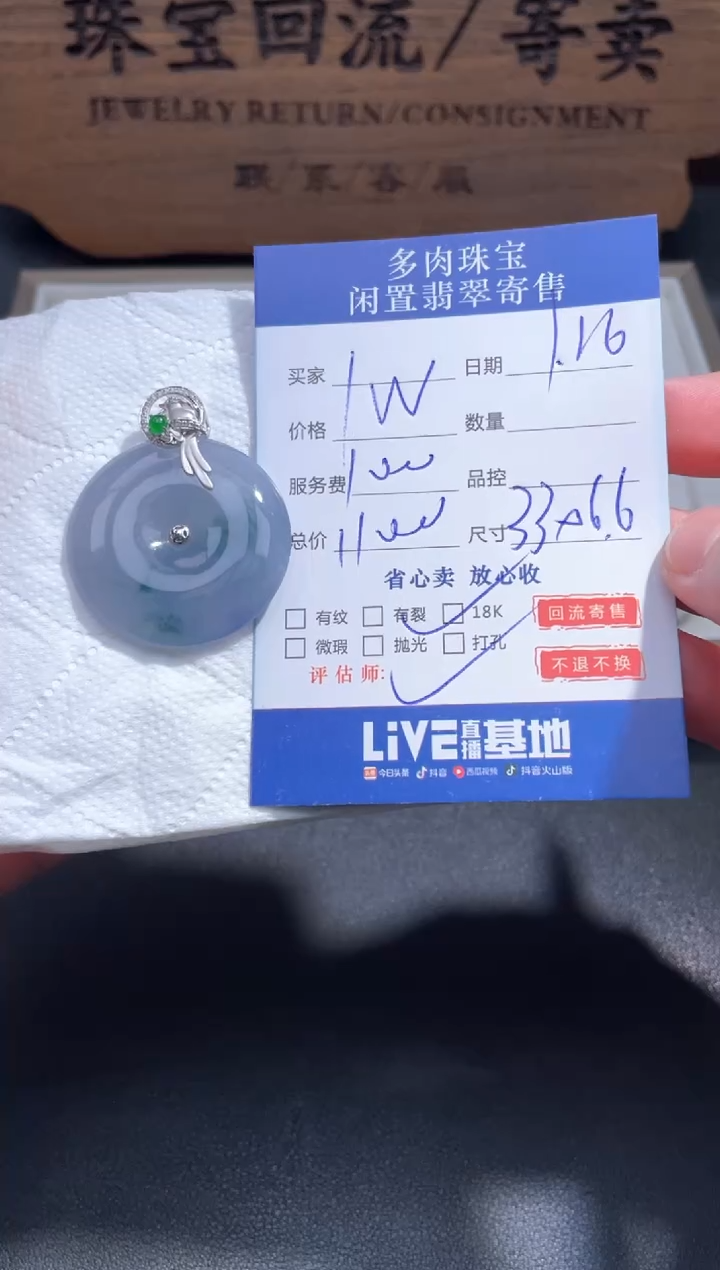 珠宝回流/寄卖
JEWELRY RETURN/CONSIGNMENT
联/系/客/服
多肉珠宝
闲置翡翠寄售
买家 日期 1.16
价格 1W 数量
服务费 1000 品控
总价 11000 尺寸 33×6.6
省心卖 放心收
有纹 有裂 18K 回流寄售
微瑕 抛光 打孔
评估师: 不退不换
LiVE直播基地
头条 今日头条 抖音 西瓜视频 抖音火山版